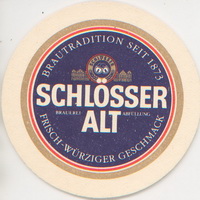 BRAUTRADITION SEIT 1873
SCHLÖSSER
ALT
FRISCH-WÜRZIGER GESCHMACK